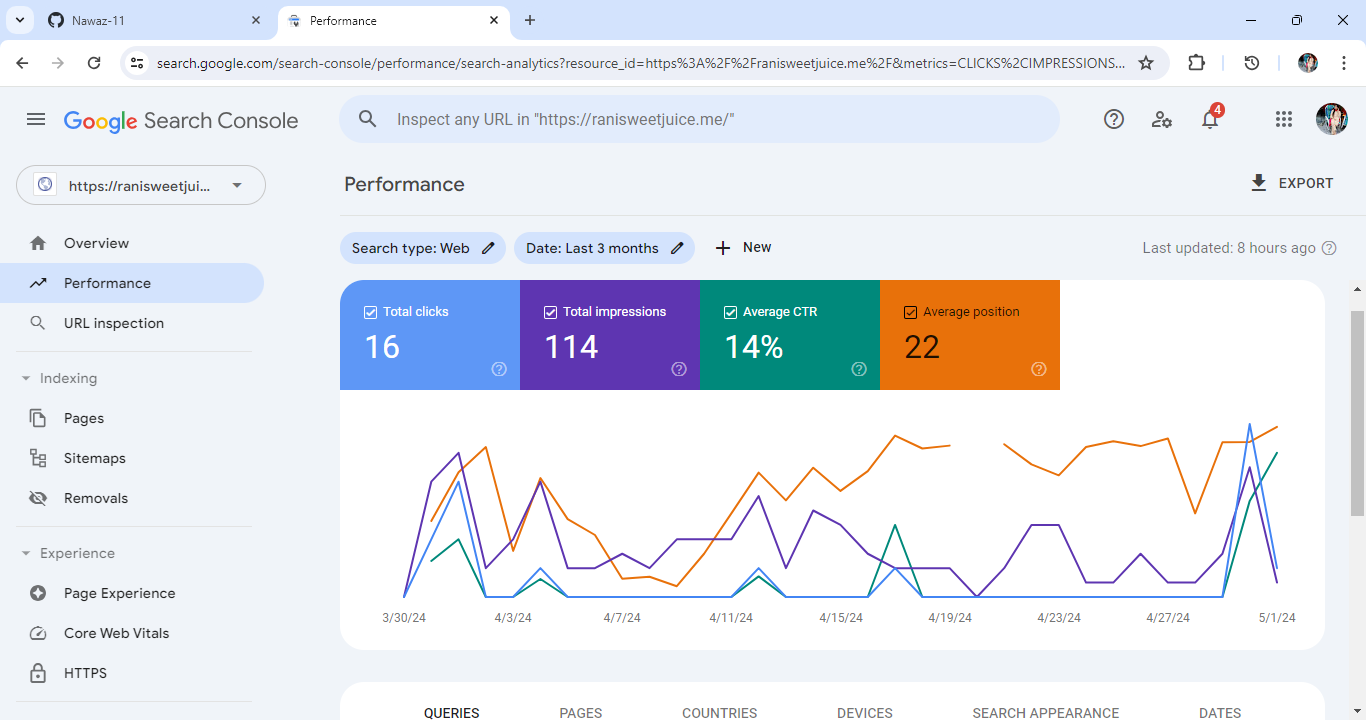 Nawaz-11
Performance
search.google.com/search-console/performance/search-analytics?resource_id=https%3A%2F%2Franisweetjuice.me%2F&metrics=CLICKS%2CIMPRESSIONS...
Google Search Console
Inspect any URL in "https://ranisweetjuice.me/"
4
https://ranisweetjui...
Performance
EXPORT
Search type: Web
Date: Last 3 months
New
Last updated: 8 hours ago
Overview
Performance
URL inspection
Indexing
Pages
Sitemaps
Removals
Experience
Page Experience
Core Web Vitals
HTTPS
Total clicks
16
Total impressions
114
Average CTR
14%
Average position
22
3/30/24 4/3/24 4/7/24 4/11/24 4/15/24 4/19/24 4/23/24 4/27/24 5/1/24
QUERIES PAGES COUNTRIES DEVICES SEARCH APPEARANCE DATES